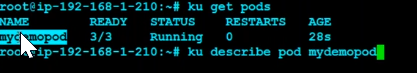 root@ip-192-168-1-210:~# ku get pods
NAME READY STATUS RESTARTS AGE
mydemopod 3/3 Running 0 28s
root@ip-192-168-1-210:~# ku describe pod mydemopod